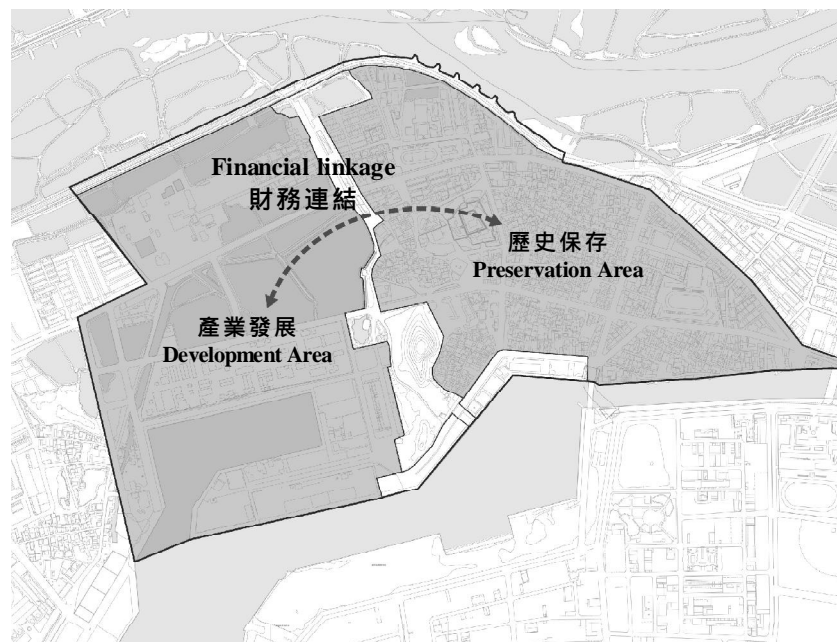 Financial linkage
財務連結
歷史保存
Preservation Area
產業發展
Development Area